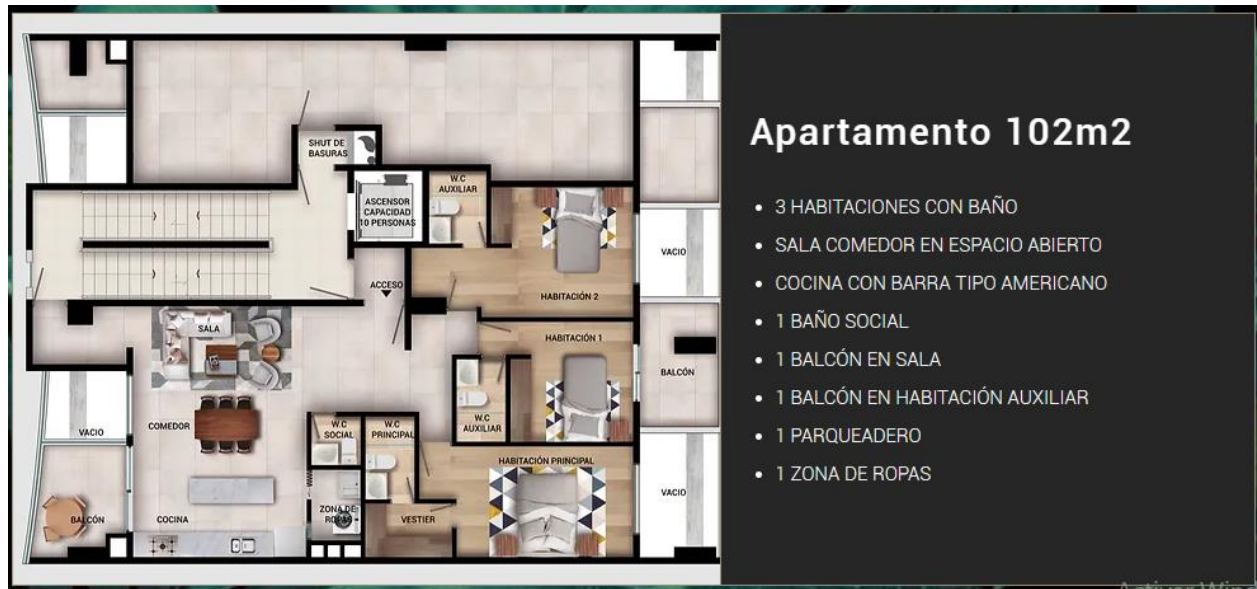 SHUT DE
BASURAS
W.C
AUXILIAR
ASCENSOR
CAPACIDAD
10 PERSONAS
VACIO
ACCESO
HABITACIÓN 2
SALA
HABITACIÓN 1
BALCÓN
VACIO
COMEDOR
W.C
SOCIAL
W.C
PRINCIPAL
W.C
AUXILIAR
HABITACIÓN PRINCIPAL
VACIO
BALCÓN
COCINA
ZONA DE
ROPAS
VESTIER
Apartamento 102m2
• 3 HABITACIONES CON BAÑO
• SALA COMEDOR EN ESPACIO ABIERTO
• COCINA CON BARRA TIPO AMERICANO
• 1 BAÑO SOCIAL
• 1 BALCÓN EN SALA
• 1 BALCÓN EN HABITACIÓN AUXILIAR
• 1 PARQUEADERO
• 1 ZONA DE ROPAS